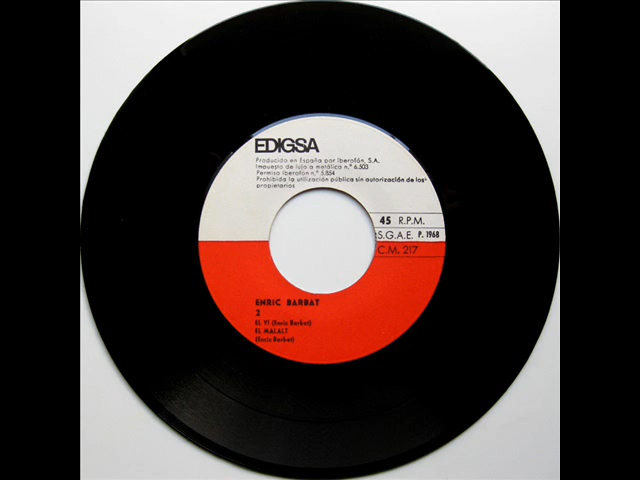 EDIGSA
Producido en España por Iberofón, S.A.
Impuesto de lujo a metálico n.º 6.503
Permiso Iberofón n.º 5.854
Prohibida la utilización pública sin autorización de los
propietarios
45 R.P.M.
S.G.A.E. P. 1968
C.M. 217
ENRIC BARBAT
2
EL VI (Enric Barbat)
EL MALALT
(Enric Barbat)